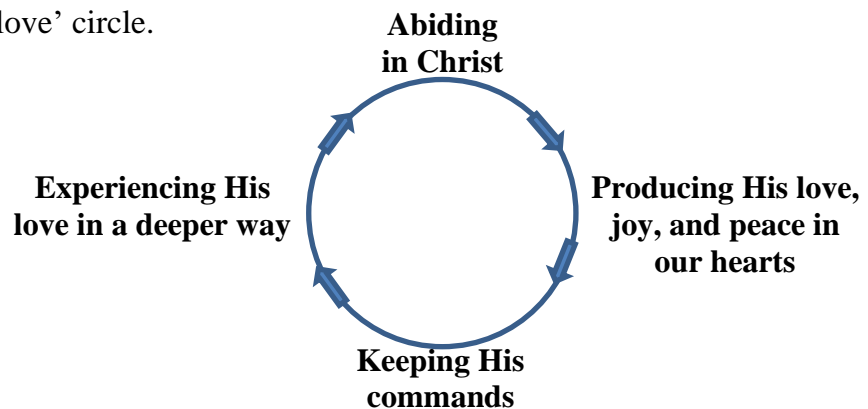 love’ circle.
Abiding
in Christ
Producing His love,
joy, and peace in
our hearts
Keeping His
commands
Experiencing His
love in a deeper way